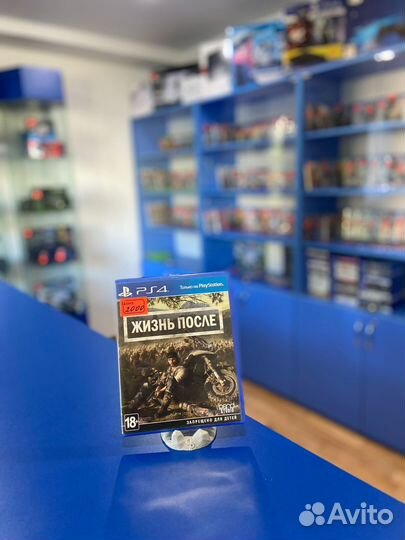 PS4
Только на PlayStation
2000
ЖИЗНЬ ПОСЛЕ
18
ЗАПРЕЩЕНО ДЛЯ ДЕТЕЙ
Avito